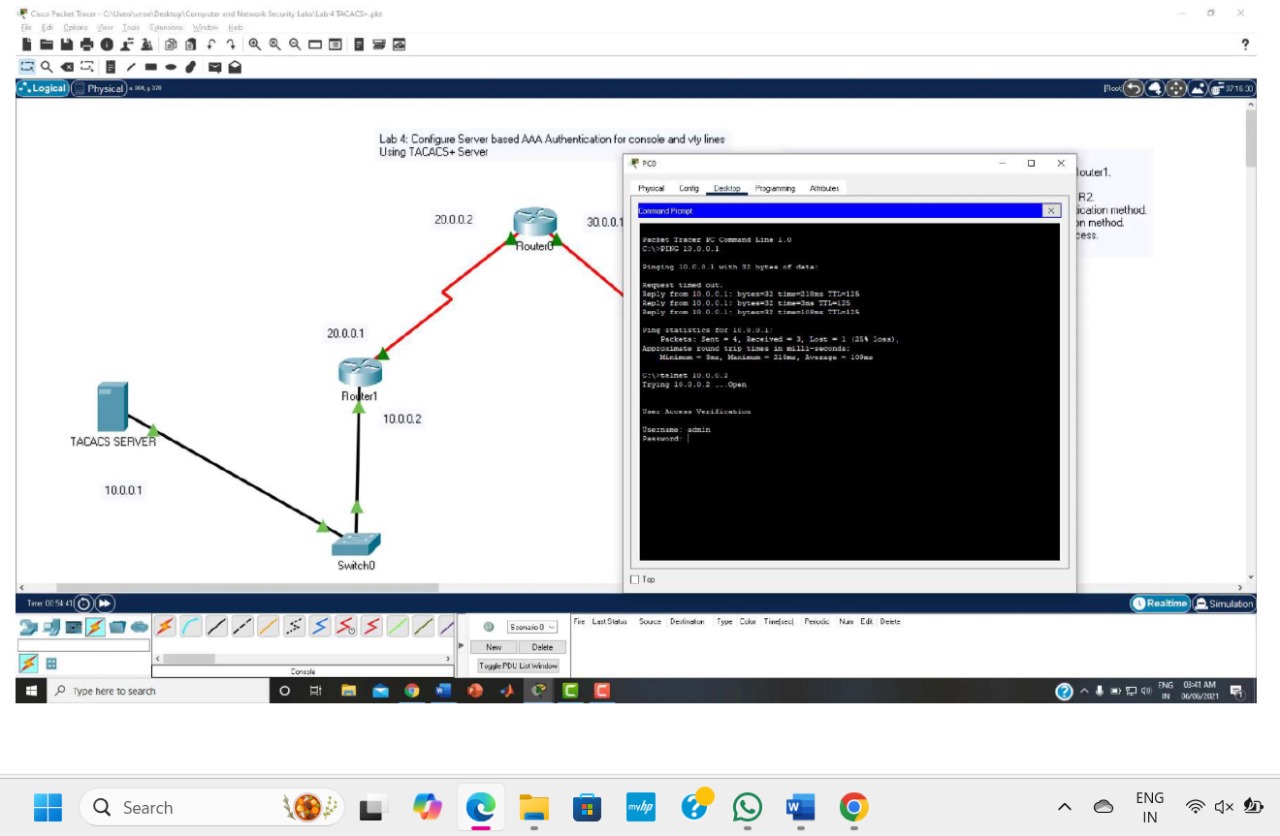 Cisco Packet Tracer - C:\Users\vvrse\Desktop\Computer and Network Security Labs\Lab 4 TACACS+.pkt
File Edit Options View Tools Extensions Window Help
?
Logical
Physical
[Root]
07:16:30
Lab 4: Configure Server based AAA Authentication for console and vty lines
Using TACACS+ Server
20.0.0.2
30.0.0.1
Router0
20.0.0.1
Router1
10.0.0.2
TACACS SERVER
10.0.0.1
Switch0
outer1.
R2.
ication method.
on method.
cess.
PC0
Physical Config Desktop Programming Attributes
Command Prompt
X
Packet Tracer PC Command Line 1.0
C:\>PING 10.0.0.1
Pinging 10.0.0.1 with 32 bytes of data:
Request timed out.
Reply from 10.0.0.1: bytes=32 time=218ms TTL=125
Reply from 10.0.0.1: bytes=32 time=3ms TTL=125
Reply from 10.0.0.1: bytes=32 time=108ms TTL=125
Ping statistics for 10.0.0.1:
Packets: Sent = 4, Received = 3, Lost = 1 (25% loss),
Approximate round trip times in milli-seconds:
Minimum = 3ms, Maximum = 218ms, Average = 109ms
C:\>telnet 10.0.0.2
Trying 10.0.0.2 ...Open
User Access Verification
Username: admin
Password:
Top
Time: 00:54:41
Realtime
Simulation
Scenario 0
New Delete
Toggle PDU List Window
Fire Last Status Source Destination Type Color Time(sec) Periodic Num Edit Delete
Console
Type here to search
ENG
IN
03:41 AM
06/06/2021
Search
myhp
W
ENG
IN